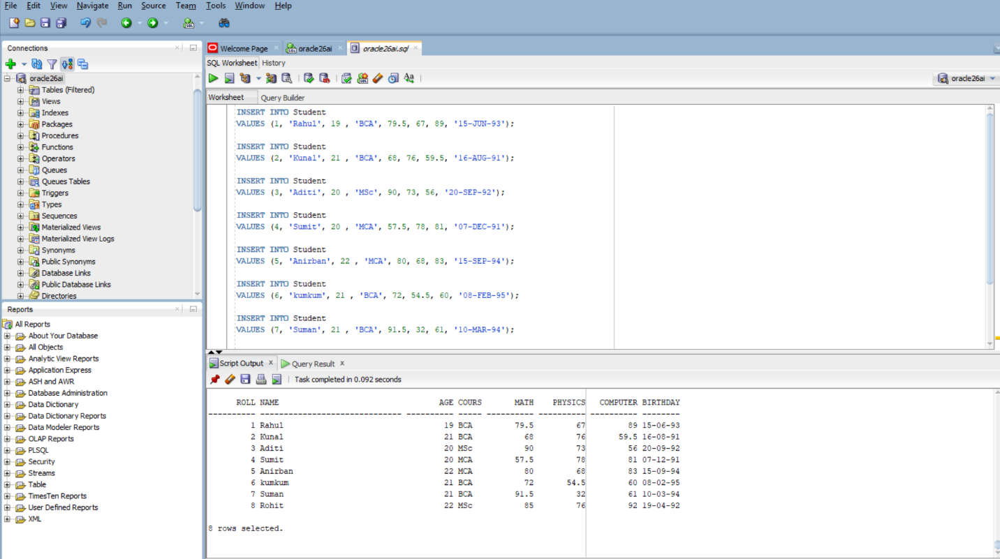 File Edit View Navigate Run Source Team Tools Window Help
Connections
oracle26ai
Tables (Filtered)
Views
Indexes
Packages
Procedures
Functions
Operators
Queues
Queues Tables
Triggers
Types
Sequences
Materialized Views
Materialized View Logs
Synonyms
Public Synonyms
Database Links
Public Database Links
Directories
Reports
All Reports
About Your Database
All Objects
Analytic View Reports
Application Express
ASH and AWR
Database Administration
Data Dictionary
Data Dictionary Reports
Data Modeler Reports
OLAP Reports
PLSQL
Security
Streams
Table
TimesTen Reports
User Defined Reports
XML
Welcome Page oracle26ai oracle26ai.sql
SQL Worksheet History
oracle26ai
Worksheet Query Builder
INSERT INTO Student
VALUES (1, 'Rahul', 19 , 'BCA', 79.5, 67, 89, '15-JUN-93');
INSERT INTO Student
VALUES (2, 'Kunal', 21 , 'BCA', 68, 76, 59.5, '16-AUG-91');
INSERT INTO Student
VALUES (3, 'Aditi', 20 , 'MSc', 90, 73, 56, '20-SEP-92');
INSERT INTO Student
VALUES (4, 'Sumit', 20 , 'MCA', 57.5, 78, 81, '07-DEC-91');
INSERT INTO Student
VALUES (5, 'Anirban', 22 , 'MCA', 80, 68, 83, '15-SEP-94');
INSERT INTO Student
VALUES (6, 'kumkum', 21 , 'BCA', 72, 54.5, 60, '08-FEB-95');
INSERT INTO Student
VALUES (7, 'Suman', 21 , 'BCA', 91.5, 32, 61, '10-MAR-94');
Script Output x Query Result x
Task completed in 0.092 seconds
ROLL NAME AGE COURS MATH PHYSICS COMPUTER BIRTHDAY
---------- ------------------------------ ---------- ----- ---------- ---------- ---------- --------
1 Rahul 19 BCA 79.5 67 89 15-06-93
2 Kunal 21 BCA 68 76 59.5 16-08-91
3 Aditi 20 MSc 90 73 56 20-09-92
4 Sumit 20 MCA 57.5 78 81 07-12-91
5 Anirban 22 MCA 80 68 83 15-09-94
6 kumkum 21 BCA 72 54.5 60 08-02-95
7 Suman 21 BCA 91.5 32 61 10-03-94
8 Rohit 22 MSc 85 76 92 19-04-92
8 rows selected.